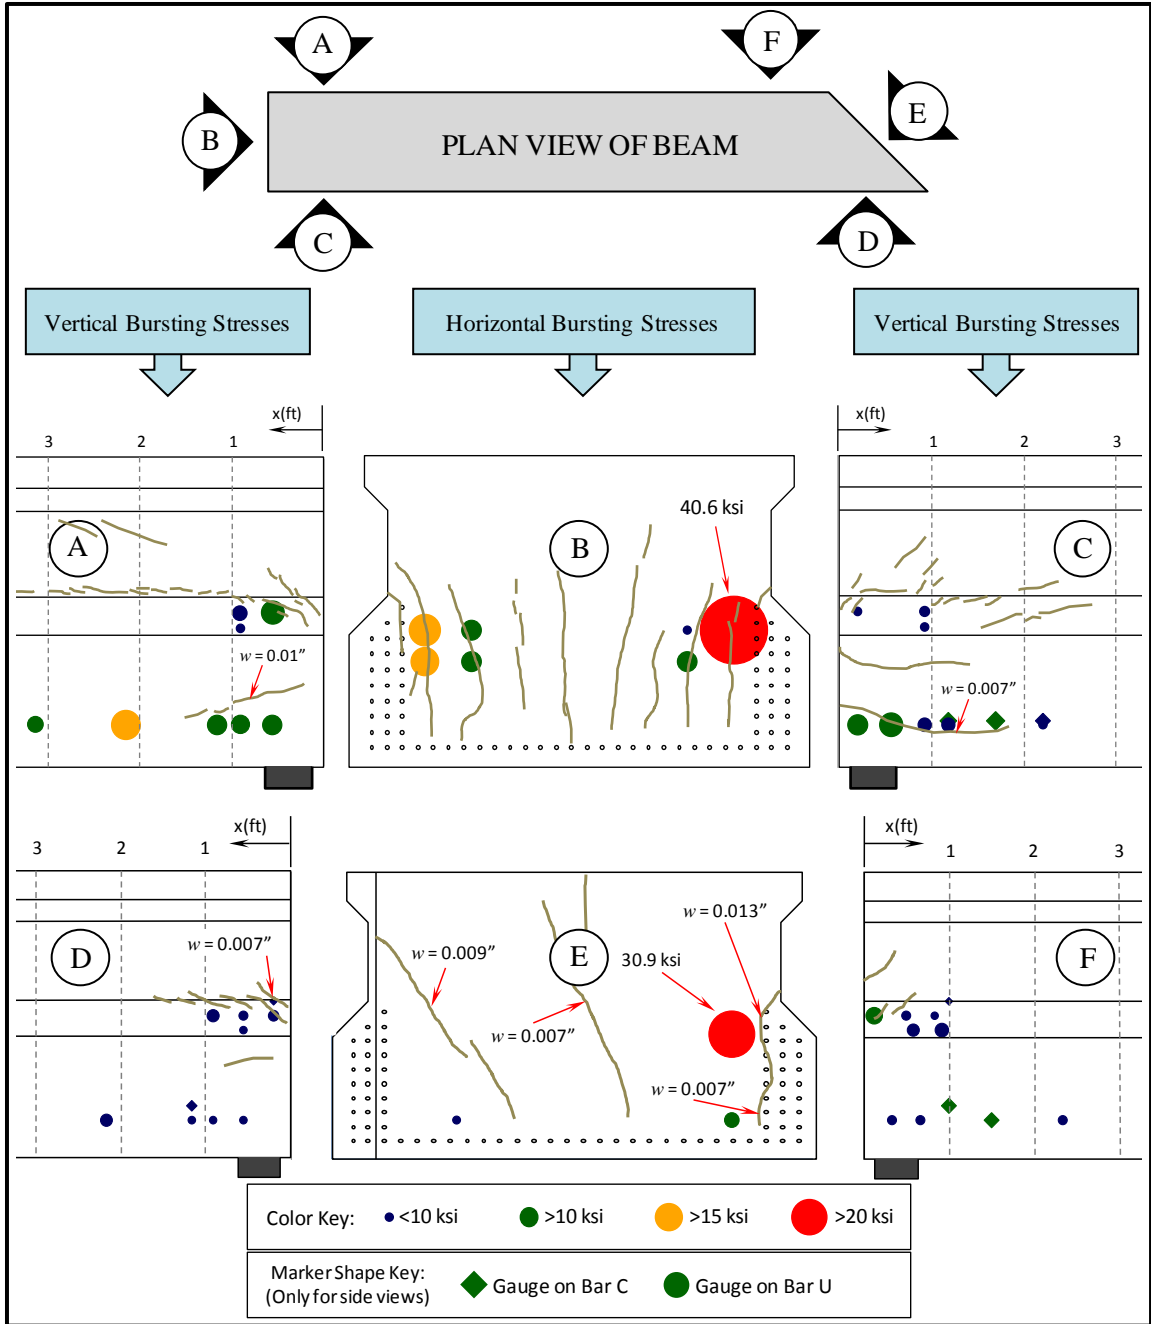 A
F
B
E
PLAN VIEW OF BEAM
C
D
Vertical Bursting Stresses
Horizontal Bursting Stresses
Vertical Bursting Stresses
x(ft)
3
2
1
A
w = 0.01”
40.6 ksi
B
x(ft)
1
2
3
C
w = 0.007”
x(ft)
3
2
1
D
w = 0.007”
w = 0.009”
E
w = 0.007”
30.9 ksi
w = 0.013”
w = 0.007”
x(ft)
1
2
3
F
Color Key: <10 ksi >10 ksi >15 ksi >20 ksi
Marker Shape Key:
(Only for side views)
Gauge on Bar C Gauge on Bar U